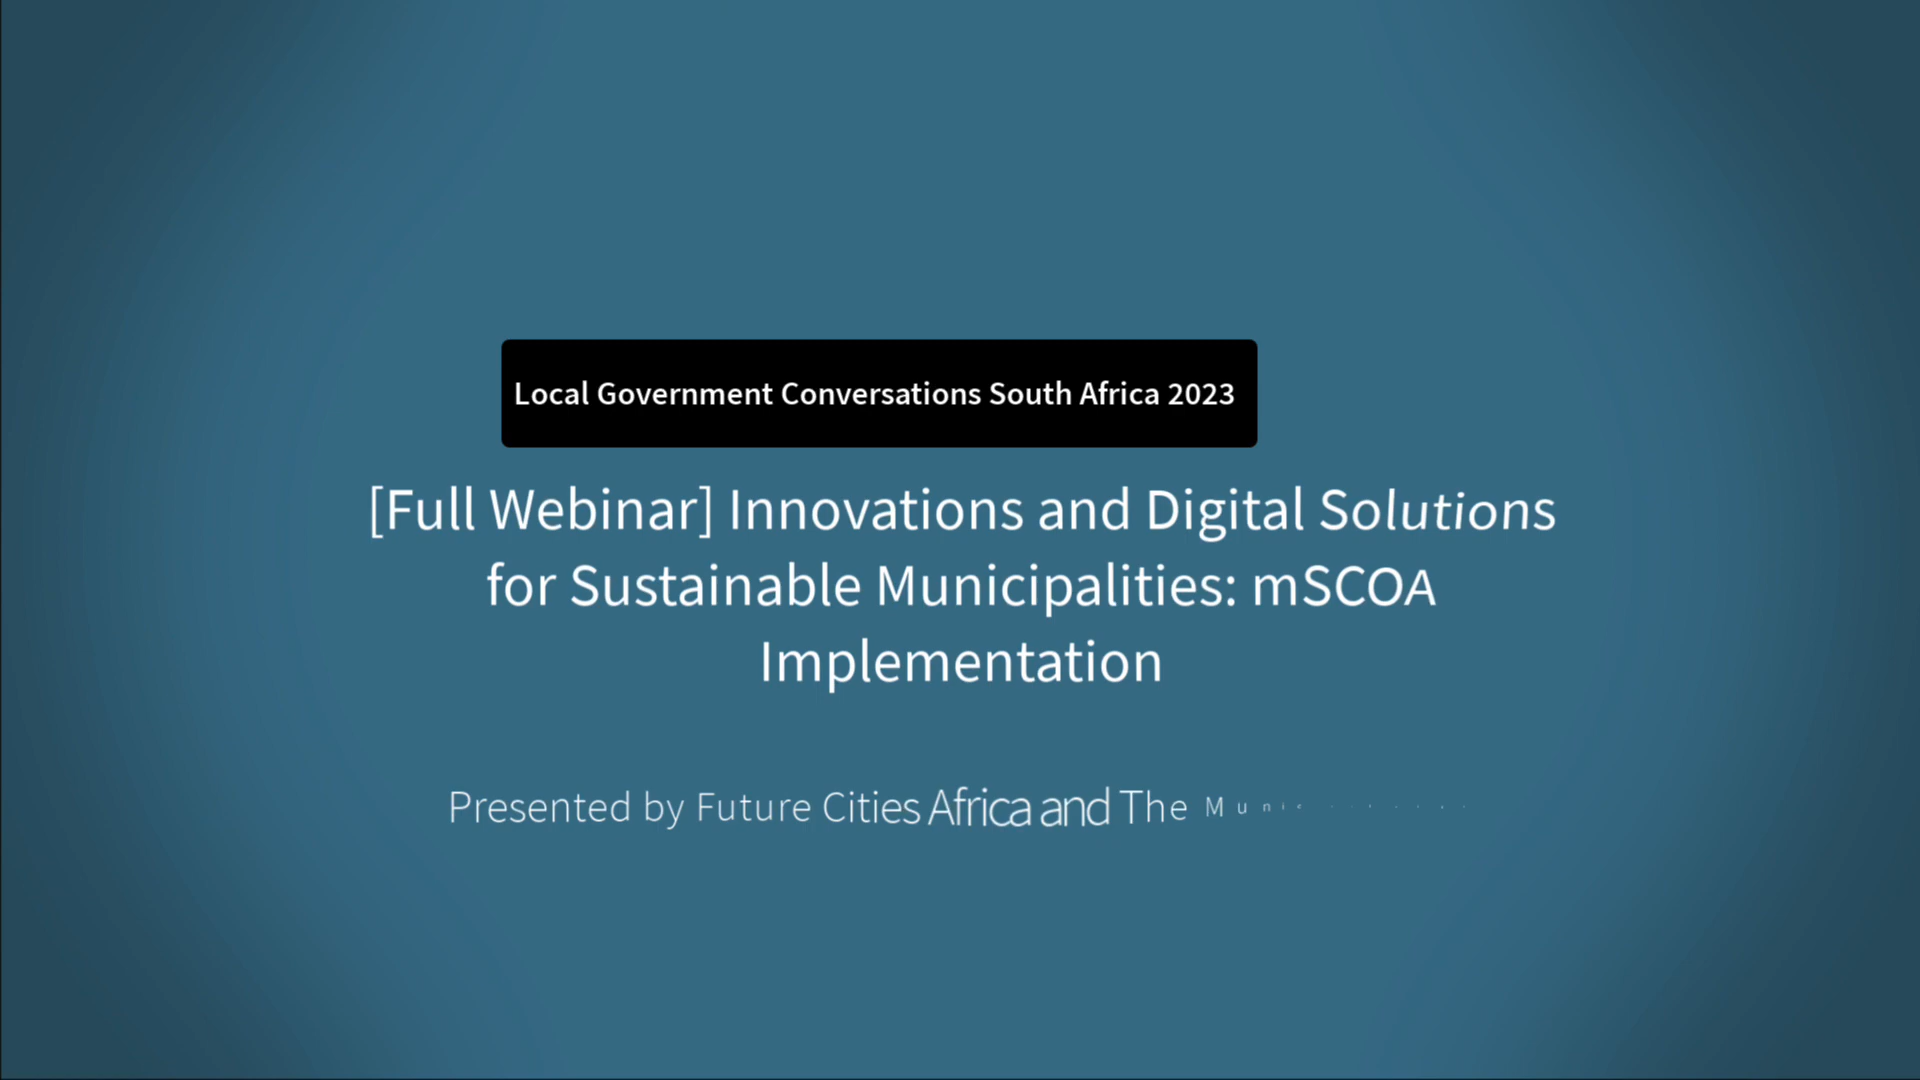 Local Government Conversations South Africa 2023
[Full Webinar] Innovations and Digital Solutions
for Sustainable Municipalities: mSCOA
Implementation
Presented by Future Cities Africa and The